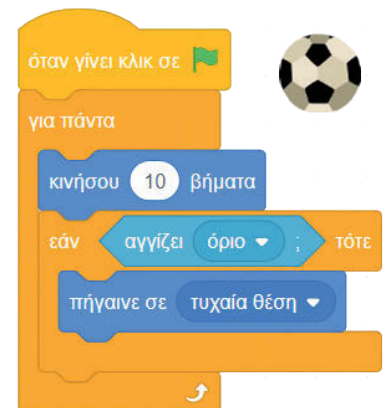 όταν γίνει κλικ σε
για πάντα
κινήσου 10 βήματα
εάν αγγίζει όριο ; τότε
πήγαινε σε τυχαία θέση